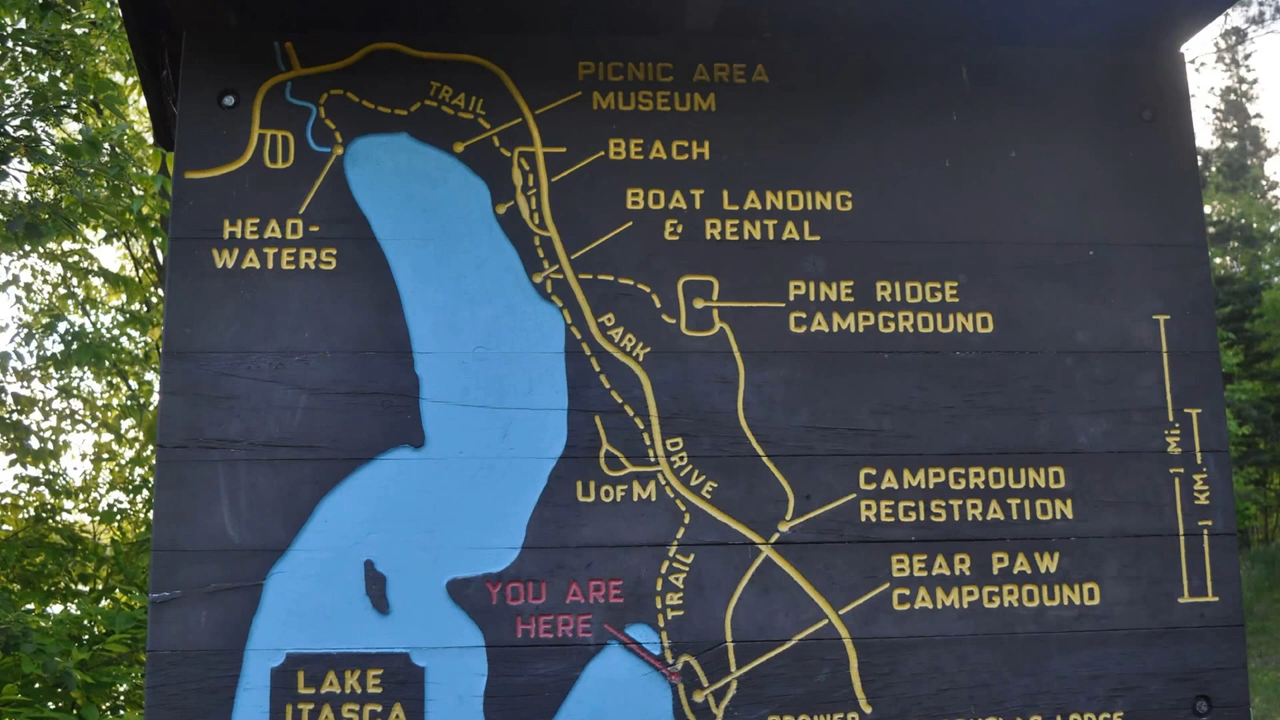 PICNIC AREA
MUSEUM
TRAIL
BEACH
BOAT LANDING
& RENTAL
HEAD-
WATERS
PINE RIDGE
CAMPGROUND
PARK
DRIVE
U OF M
CAMPGROUND
REGISTRATION
1 MI.
1 KM.
BEAR PAW
CAMPGROUND
TRAIL
YOU ARE
HERE
LAKE
ITASCA